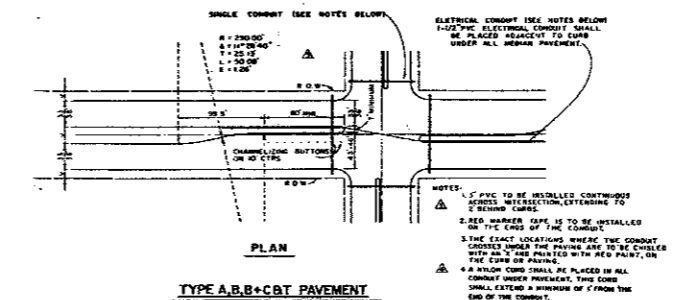 SINGLE CONDUIT (SEE NOTES BELOW)
ELETRICAL CONDUIT (SEE NOTES BELOW)
1-1/2" PVC ELECTRICAL CONDUIT SHALL
BE PLACED ADJACENT TO CURB
UNDER ALL MEDIAN PAVEMENT.
R = 250.00'
T = 25.13'
L = 50.08'
E = 1.26'
R.O.W.
99.5'
80' MIN.
MINIMUM
CHANNELIZING BUTTONS
ON 10' CTRS.
R.O.W.
NOTES:
1. 3" PVC TO BE INSTALLED CONTINUOUS
ACROSS INTERSECTION, EXTENDING TO
2' BEHIND CURBS.
2. RED MARKER TAPE IS TO BE INSTALLED
ON THE ENDS OF THE CONDUIT.
3. THE EXACT LOCATIONS WHERE THE CONDUIT
CROSSES UNDER THE PAVING ARE TO BE CHISLED
WITH AN "X" AND PAINTED WITH RED PAINT, ON
THE CURB OR PAVING.
4. A NYLON CORD SHALL BE PLACED IN ALL
CONDUIT UNDER PAVEMENT, THIS CORD
SHALL EXTEND A MINIMUM OF 5' FROM THE
END OF THE CONDUIT.
PLAN
TYPE A,B,B+C&T PAVEMENT